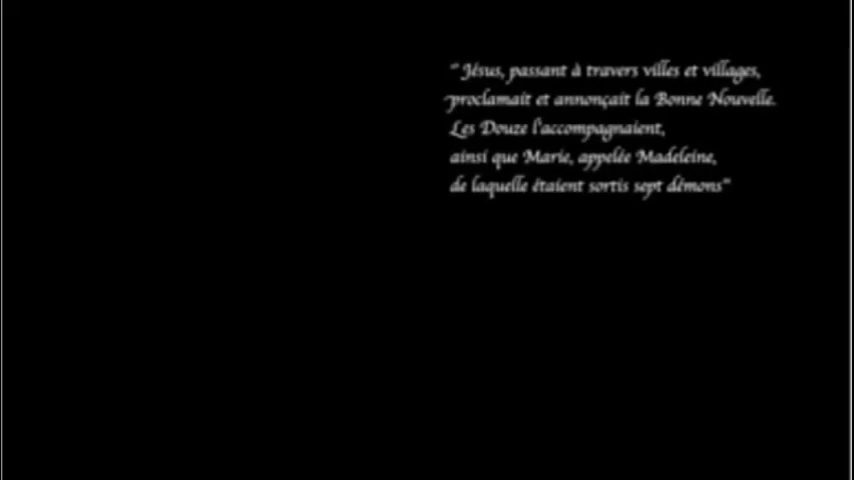 " Jésus, passant à travers villes et villages,
proclamait et annonçait la Bonne Nouvelle.
Les Douze l'accompagnaient,
ainsi que Marie, appelée Madeleine,
de laquelle étaient sortis sept démons"